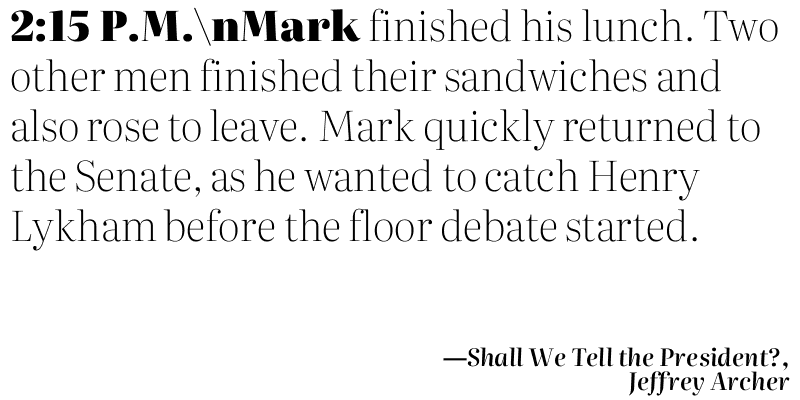 2:15 P.M.\nMark finished his lunch. Two
other men finished their sandwiches and
also rose to leave. Mark quickly returned to
the Senate, as he wanted to catch Henry
Lykham before the floor debate started.
—Shall We Tell the President?,
Jeffrey Archer